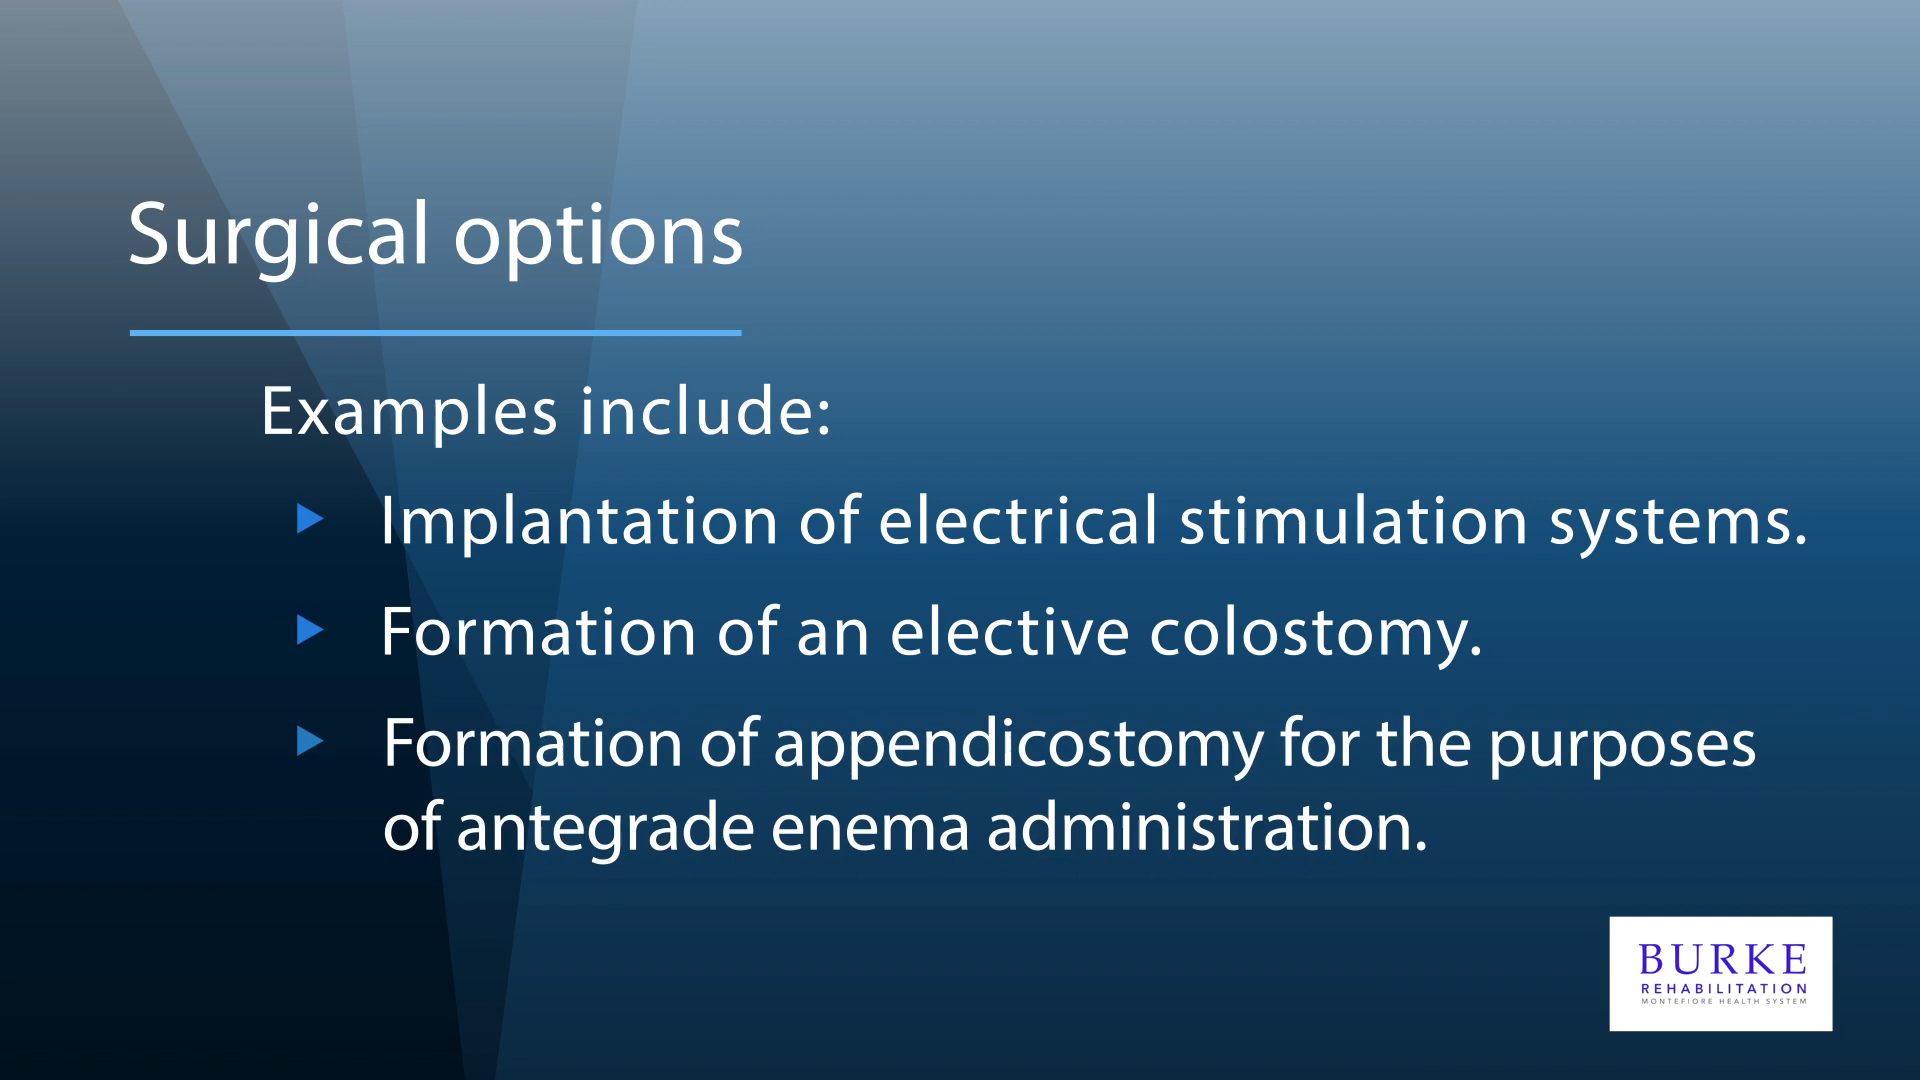 Surgical options
Examples include:
Implantation of electrical stimulation systems.
Formation of an elective colostomy.
Formation of appendicostomy for the purposes
of antegrade enema administration.
BURKE
REHABILITATION
MONTEFIORE HEALTH SYSTEM